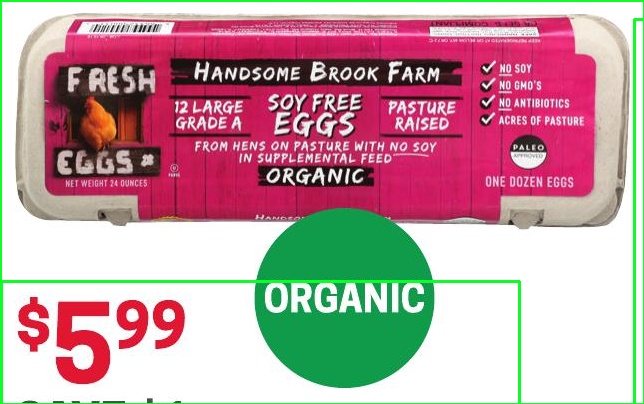 FRESH
EGGS
NET WEIGHT 24 OUNCES
HANDSOME BROOK FARM
12 LARGE
GRADE A
SOY FREE
EGGS
PASTURE
RAISED
FROM HENS ON PASTURE WITH NO SOY
IN SUPPLEMENTAL FEED
ORGANIC
NO SOY
NO GMO'S
NO ANTIBIOTICS
ACRES OF PASTURE
PALEO
APPROVED
ONE DOZEN EGGS
ORGANIC
$5.99